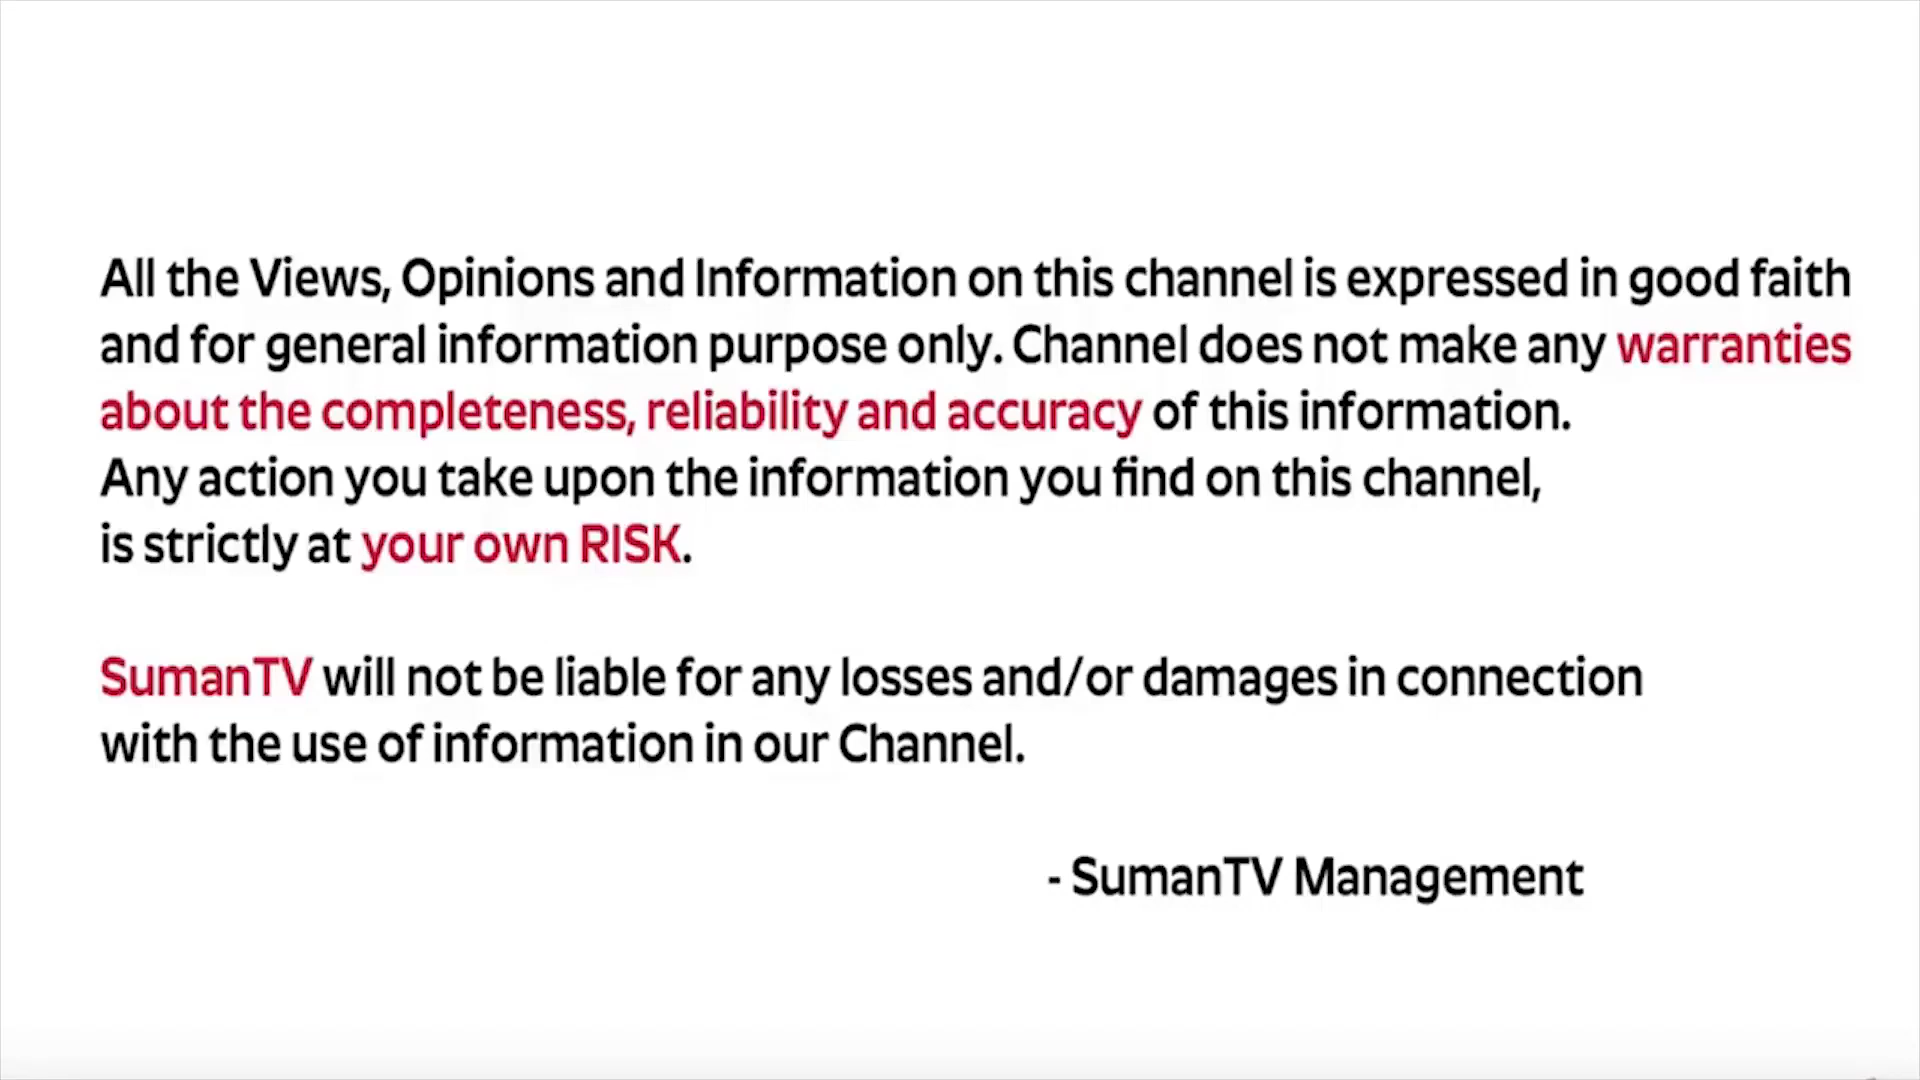 All the Views, Opinions and Information on this channel is expressed in good faith
and for general information purpose only. Channel does not make any warranties
about the completeness, reliability and accuracy of this information.
Any action you take upon the information you find on this channel,
is strictly at your own RISK.
SumanTV will not be liable for any losses and/or damages in connection
with the use of information in our Channel.
- SumanTV Management